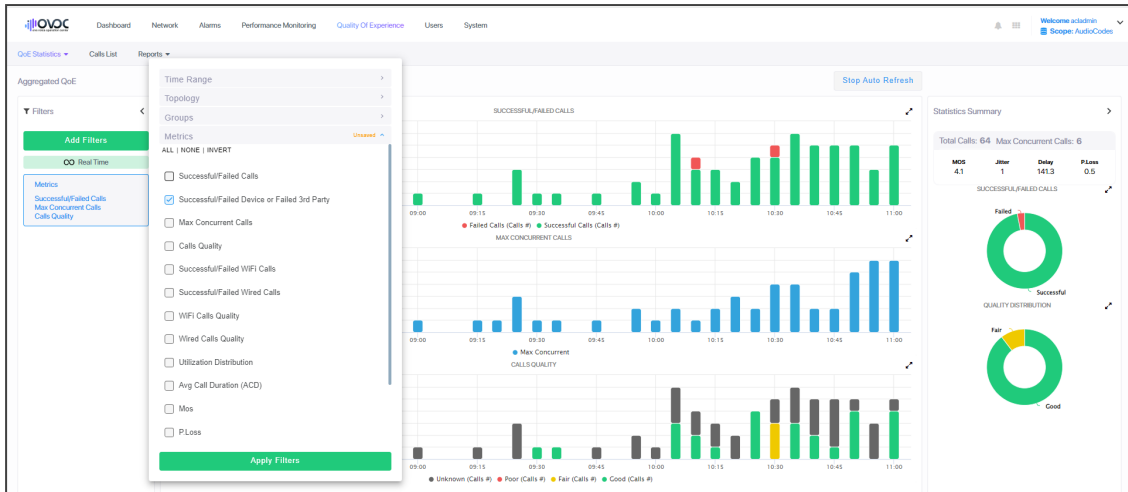 OVOC
Dashboard
Network
Alarms
Performance Monitoring
Quality Of Experience
Users
System
Welcome acladmin
Scope: AudioCodes
QoE Statistics
Calls List
Reports
Aggregated QoE
Stop Auto Refresh
Filters
Add Filters
Real Time
Metrics
Successful/Failed Calls
Max Concurrent Calls
Calls Quality
Time Range
Topology
Groups
Metrics
Unsaved
ALL | NONE | INVERT
Successful/Failed Calls
Successful/Failed Device or Failed 3rd Party
Max Concurrent Calls
Calls Quality
Successful/Failed WiFi Calls
Successful/Failed Wired Calls
WiFi Calls Quality
Wired Calls Quality
Utilization Distribution
Avg Call Duration (ACD)
Mos
P.Loss
Apply Filters
SUCCESSFUL/FAILED CALLS
09:00 09:15 09:30 09:45 10:00 10:15 10:30 10:45 11:00
Failed Calls (Calls #) Successful Calls (Calls #)
MAX CONCURRENT CALLS
09:00 09:15 09:30 09:45 10:00 10:15 10:30 10:45 11:00
Max Concurrent
CALLS QUALITY
09:00 09:15 09:30 09:45 10:00 10:15 10:30 10:45 11:00
Unknown (Calls #) Poor (Calls #) Fair (Calls #) Good (Calls #)
Statistics Summary
Total Calls: 64 Max Concurrent Calls: 6
MOS Jitter Delay P.Loss
4.1 1 141.3 0.5
SUCCESSFUL/FAILED CALLS
Failed
Successful
QUALITY DISTRIBUTION
Fair
Good